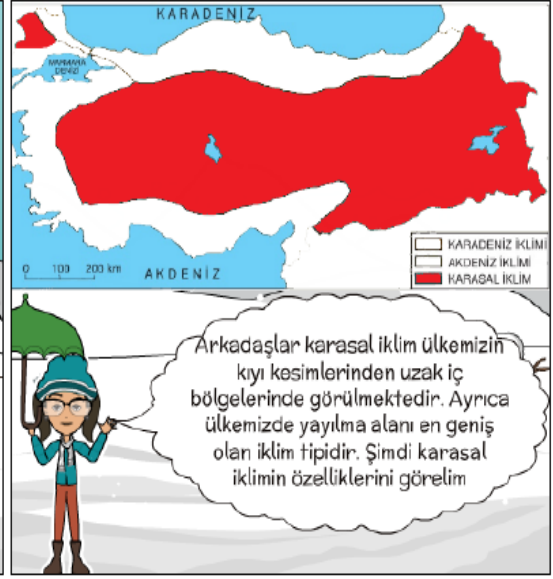 KARADENİZ
MARMARA
DENİZİ
0 100 200 km
AKDENİZ
KARADENİZ İKLİMİ
AKDENİZ İKLİMİ
KARASAL İKLİM
Arkadaşlar karasal iklim ülkemizin
kıyı kesimlerinden uzak iç
bölgelerinde görülmektedir. Ayrıca
ülkemizde yayılma alanı en geniş
olan iklim tipidir. Şimdi karasal
iklimin özelliklerini görelim